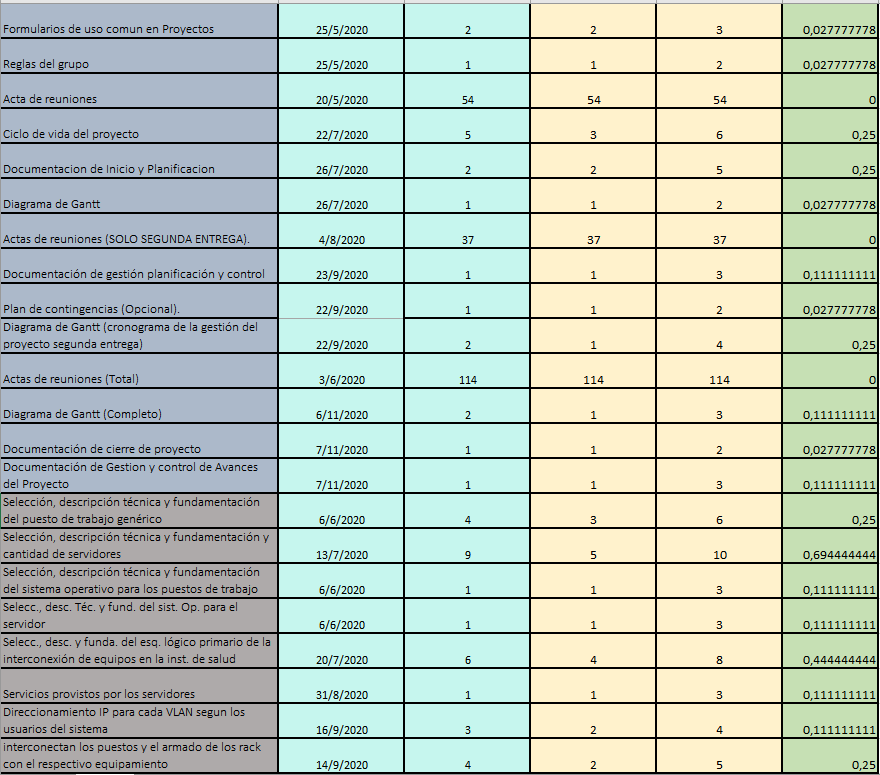 Formularios de uso comun en Proyectos 25/5/2020 2 2 3 0,027777778
Reglas del grupo 25/5/2020 1 1 2 0,027777778
Acta de reuniones 20/5/2020 54 54 54 0
Ciclo de vida del proyecto 22/7/2020 5 3 6 0,25
Documentacion de Inicio y Planificacion 26/7/2020 2 2 5 0,25
Diagrama de Gantt 26/7/2020 1 1 2 0,027777778
Actas de reuniones (SOLO SEGUNDA ENTREGA). 4/8/2020 37 37 37 0
Documentación de gestión planificación y control 23/9/2020 1 1 3 0,111111111
Plan de contingencias (Opcional). 22/9/2020 1 1 2 0,027777778
Diagrama de Gantt (cronograma de la gestión del
proyecto segunda entrega) 22/9/2020 2 1 4 0,25
Actas de reuniones (Total) 3/6/2020 114 114 114 0
Diagrama de Gantt (Completo) 6/11/2020 2 1 3 0,111111111
Documentación de cierre de proyecto 7/11/2020 1 1 2 0,027777778
Documentación de Gestion y control de Avances
del Proyecto 7/11/2020 1 1 3 0,111111111
Selección, descripción técnica y fundamentación
del puesto de trabajo genérico 6/6/2020 4 3 6 0,25
Selección, descripción técnica y fundamentación y
cantidad de servidores 13/7/2020 9 5 10 0,694444444
Selección, descripción técnica y fundamentación
del sistema operativo para los puestos de trabajo 6/6/2020 1 1 3 0,111111111
Selecc., desc. Téc. y fund. del sist. Op. para el
servidor 6/6/2020 1 1 3 0,111111111
Selecc., desc. y funda. del esq. lógico primario de la
interconexión de equipos en la inst. de salud 20/7/2020 6 4 8 0,444444444
Servicios provistos por los servidores 31/8/2020 1 1 3 0,111111111
Direccionamiento IP para cada VLAN segun los
usuarios del sistema 16/9/2020 3 2 4 0,111111111
interconectan los puestos y el armado de los rack
con el respectivo equipamiento 14/9/2020 4 2 5 0,25